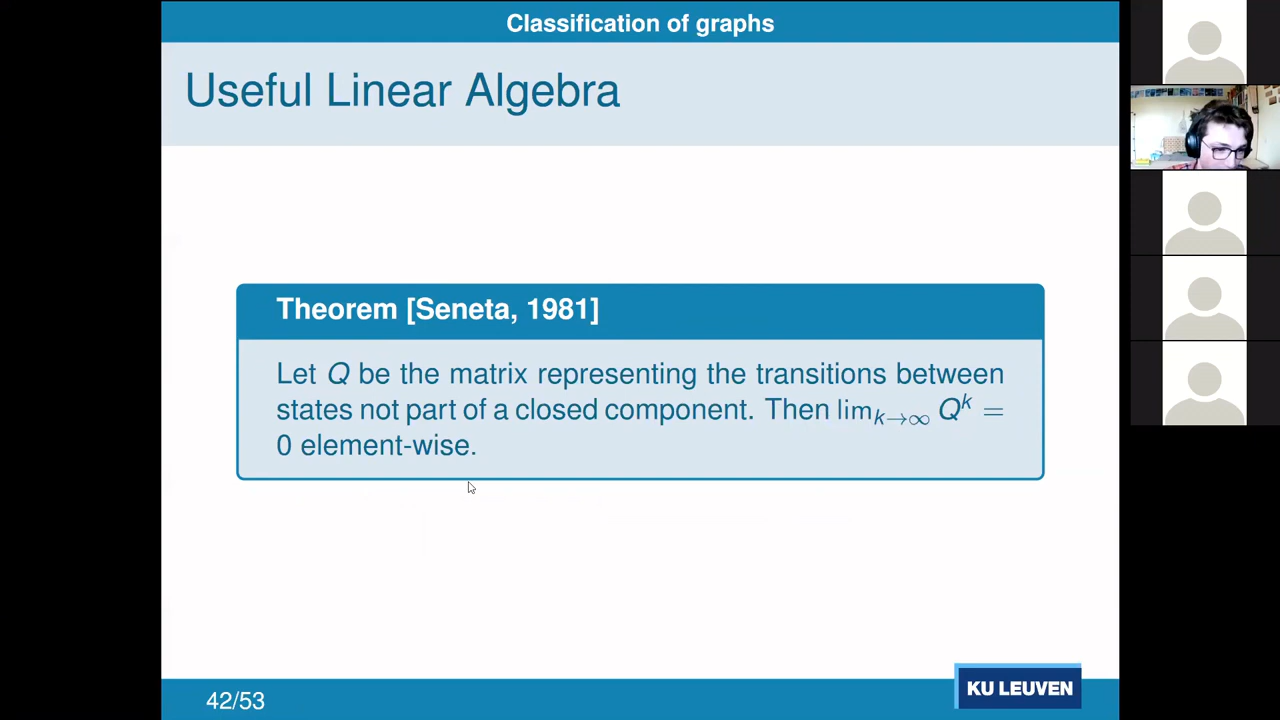 Classification of graphs
Useful Linear Algebra
Theorem [Seneta, 1981]
Let Q be the matrix representing the transitions between
states not part of a closed component. Then lim_{k→∞} Q^k =
0 element-wise.
42/53
KU LEUVEN